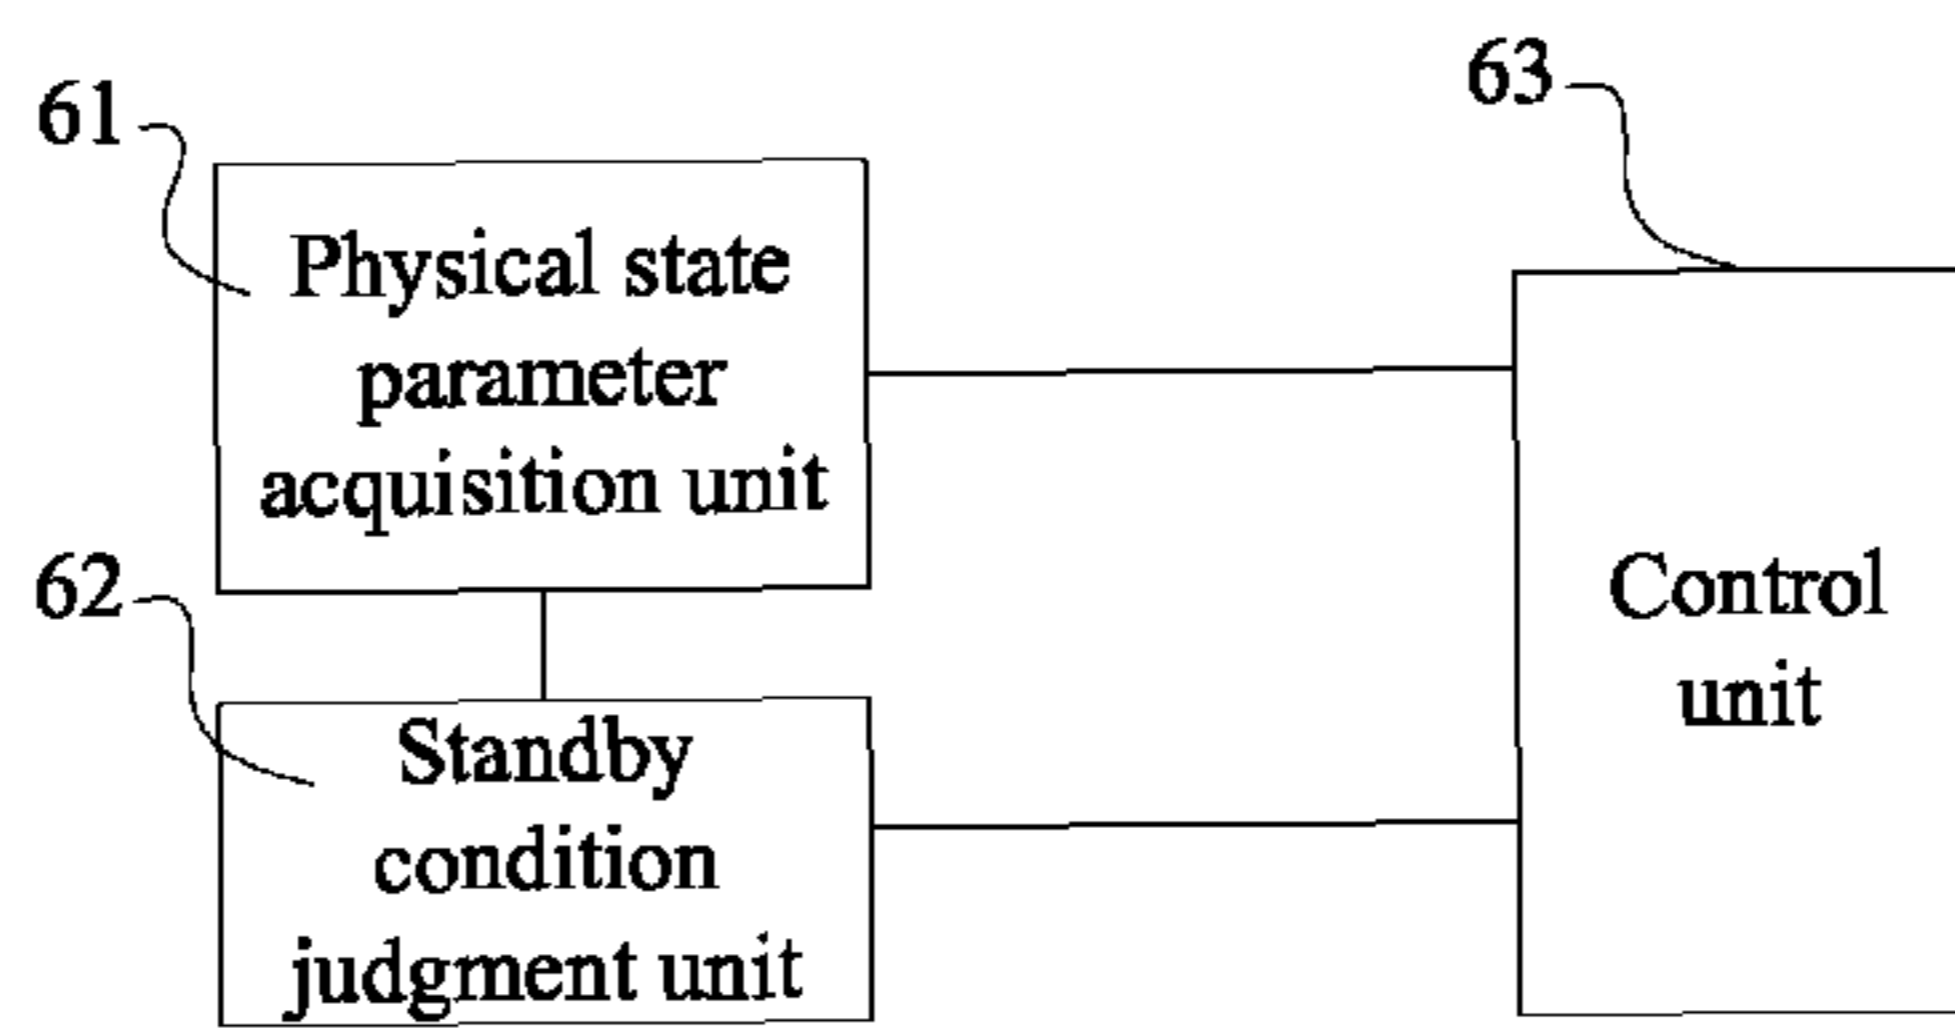 61
Physical state
parameter
acquisition unit
62
Standby
condition
judgment unit
63
Control
unit